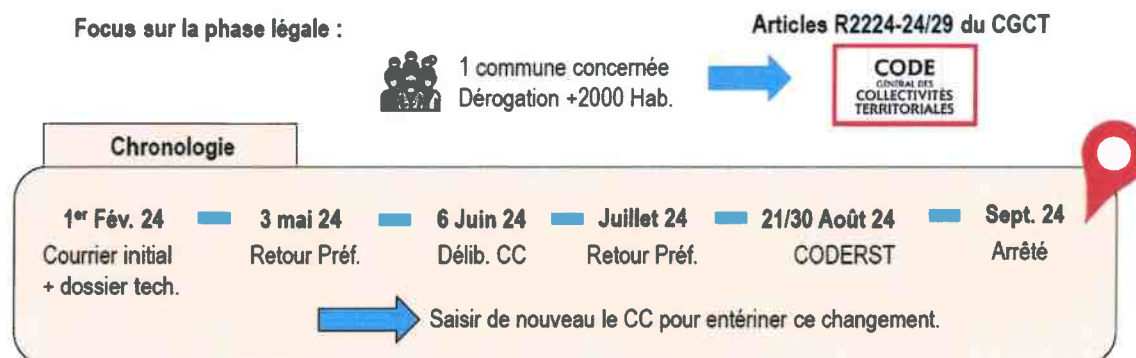 Focus sur la phase légale :
Articles R2224-24/29 du CGCT
1 commune concernée
Dérogation +2000 Hab.
CODE
GÉNÉRAL DES
COLLECTIVITÉS
TERRITORIALES
Chronologie
1er Fév. 24
3 mai 24
6 Juin 24
Juillet 24
21/30 Août 24
Sept. 24
Courrier initial
+ dossier tech.
Retour Préf.
Délib. CC
Retour Préf.
CODERST
Arrêté
Saisir de nouveau le CC pour entériner ce changement.